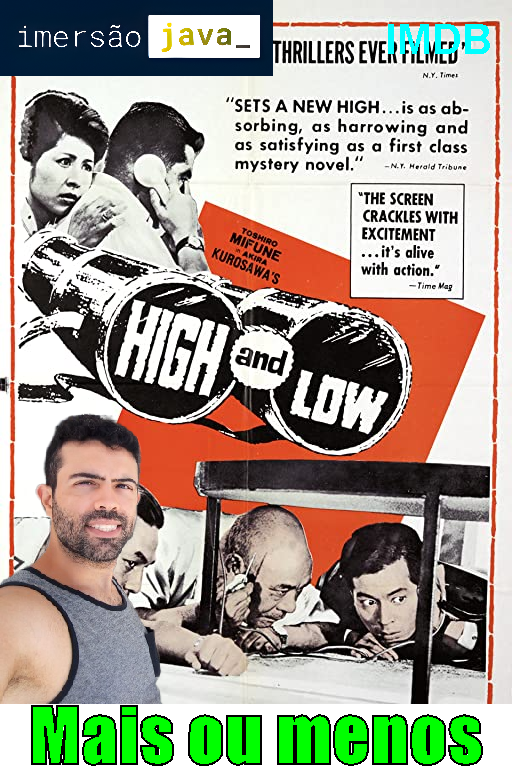 imersão java_
IMDB
THRILLERS EVER FILMED"
N.Y. Times
"SETS A NEW HIGH...is as ab-
sorbing, as harrowing and
as satisfying as a first class
mystery novel."
—N.Y. Herald Tribune
"THE SCREEN
CRACKLES WITH
EXCITEMENT
...it's alive
with action."
—Time Mag
TOSHIRO
MIFUNE
in AKIRA
KUROSAWA'S
HIGH and LOW
Mais ou menos